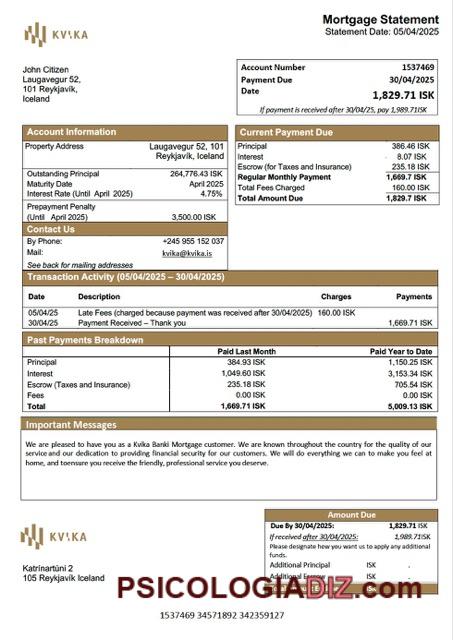 Mortgage Statement
Statement Date: 05/04/2025
KVIKA
John Citizen
Laugavegur 52,
101 Reykjavík,
Iceland
Account Number 1537469
Payment Due 30/04/2025
Date 1,829.71 ISK
If payment is received after 30/04/25, pay 1,989.71ISK
Account Information
Property Address Laugavegur 52, 101
Reykjavík, Iceland
Outstanding Principal 264,776.43 ISK
Maturity Date April 2025
Interest Rate (Until April 2025) 4.75%
Prepayment Penalty
(Until April 2025) 3,500.00 ISK
Contact Us
By Phone: +245 955 152 037
Mail: kvika@kvika.is
See back for mailing addresses
Current Payment Due
Principal 386.46 ISK
Interest 8.07 ISK
Escrow (for Taxes and Insurance) 235.18 ISK
Regular Monthly Payment 1,669.7 ISK
Total Fees Charged 160.00 ISK
Total Amount Due 1,829.7 ISK
Transaction Activity (05/04/2025 – 30/04/2025)
Date Description Charges Payments
05/04/25 Late Fees (charged because payment was received after 30/04/2025) 160.00 ISK
30/04/25 Payment Received – Thank you 1,669.71 ISK
Past Payments Breakdown
Paid Last Month Paid Year to Date
Principal 384.93 ISK 1,150.25 ISK
Interest 1,049.60 ISK 3,153.34 ISK
Escrow (Taxes and Insurance) 235.18 ISK 705.54 ISK
Fees 0.00 ISK 0.00 ISK
Total 1,669.71 ISK 5,009.13 ISK
Important Messages
We are pleased to have you as a Kvika Banki Mortgage customer. We are known throughout the country for the quality of our
service and our dedication to providing financial security for our customers. We will do everything we can to make you feel at
home, and toensure you receive the friendly, professional service you deserve.
KVIKA
Katrínartúni 2
105 Reykjavík Iceland
Amount Due
Due By 30/04/2025: 1,829.71 ISK
If received after 30/04/25: 1,989.71ISK
Please designate how you want us to apply any additional
funds.
Additional Principal ISK .
Additional Escrow ISK .
PSICOLOGIADIZ.com
1537469 34571892 342359127